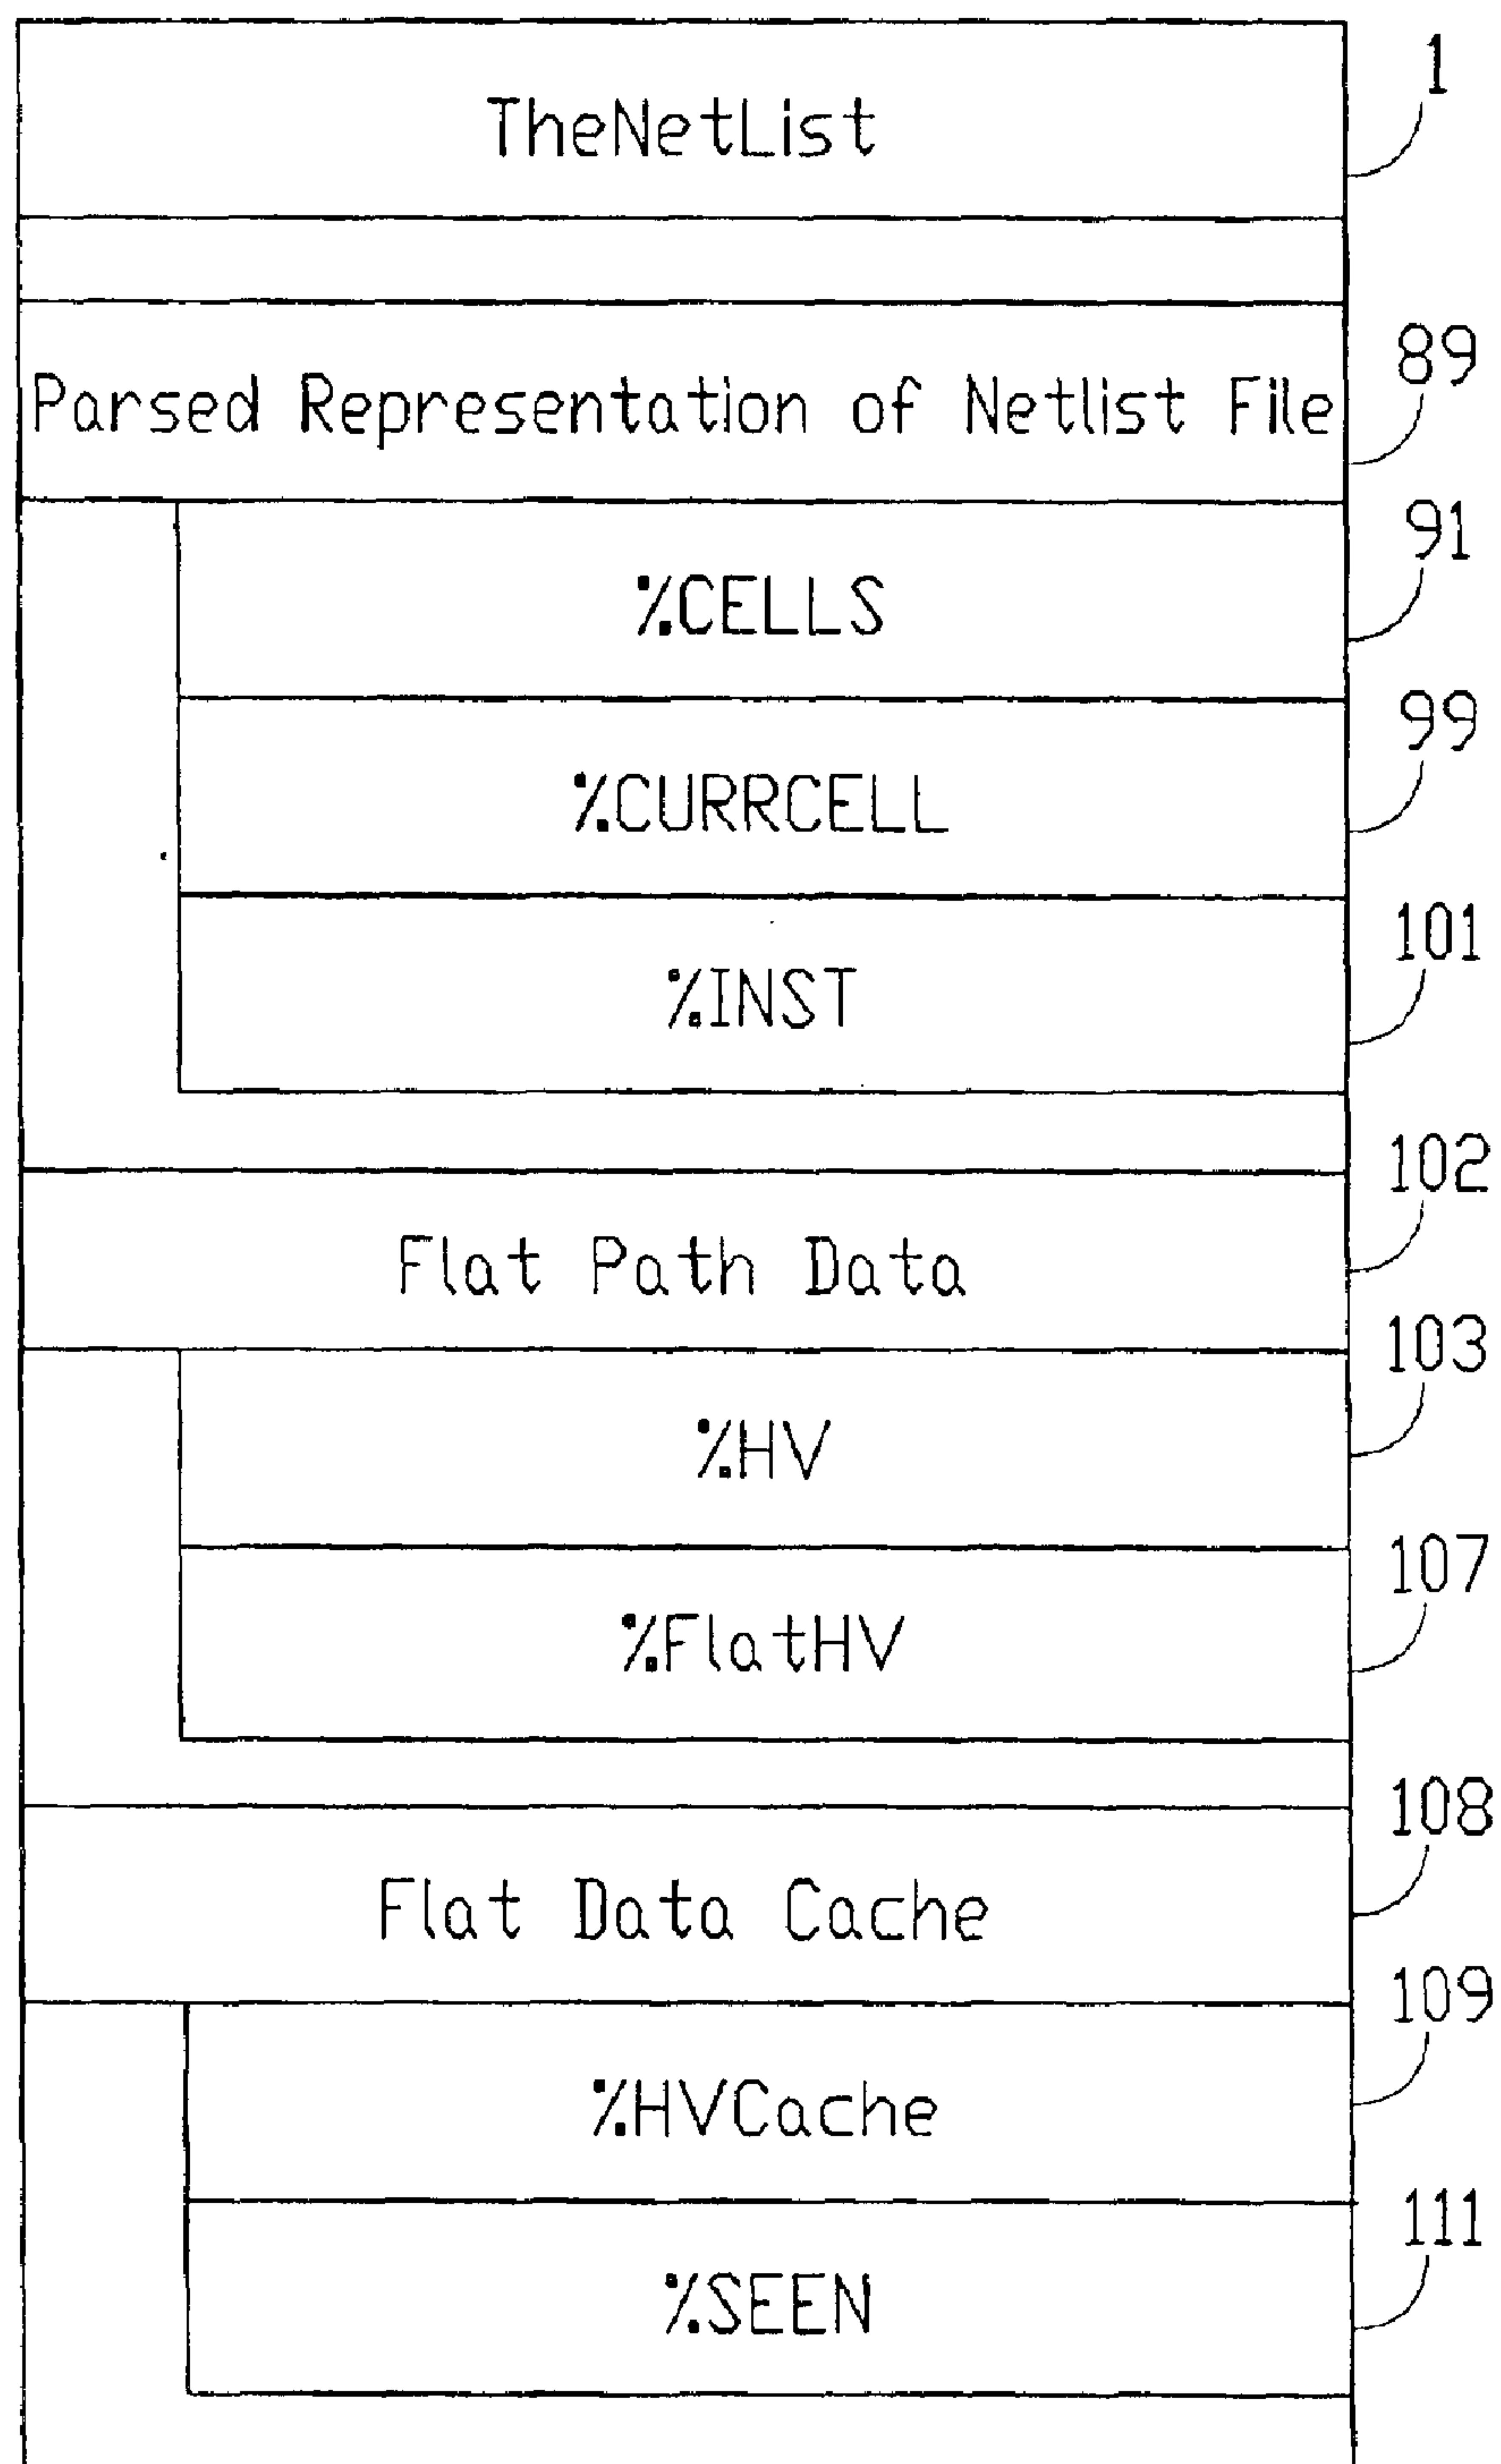 TheNetList
1
Parsed Representation of Netlist File
89
%CELLS
91
%CURRCELL
99
%INST
101
Flat Path Data
102
%HV
103
%FlatHV
107
Flat Data Cache
108
%HVCache
109
%SEEN
111